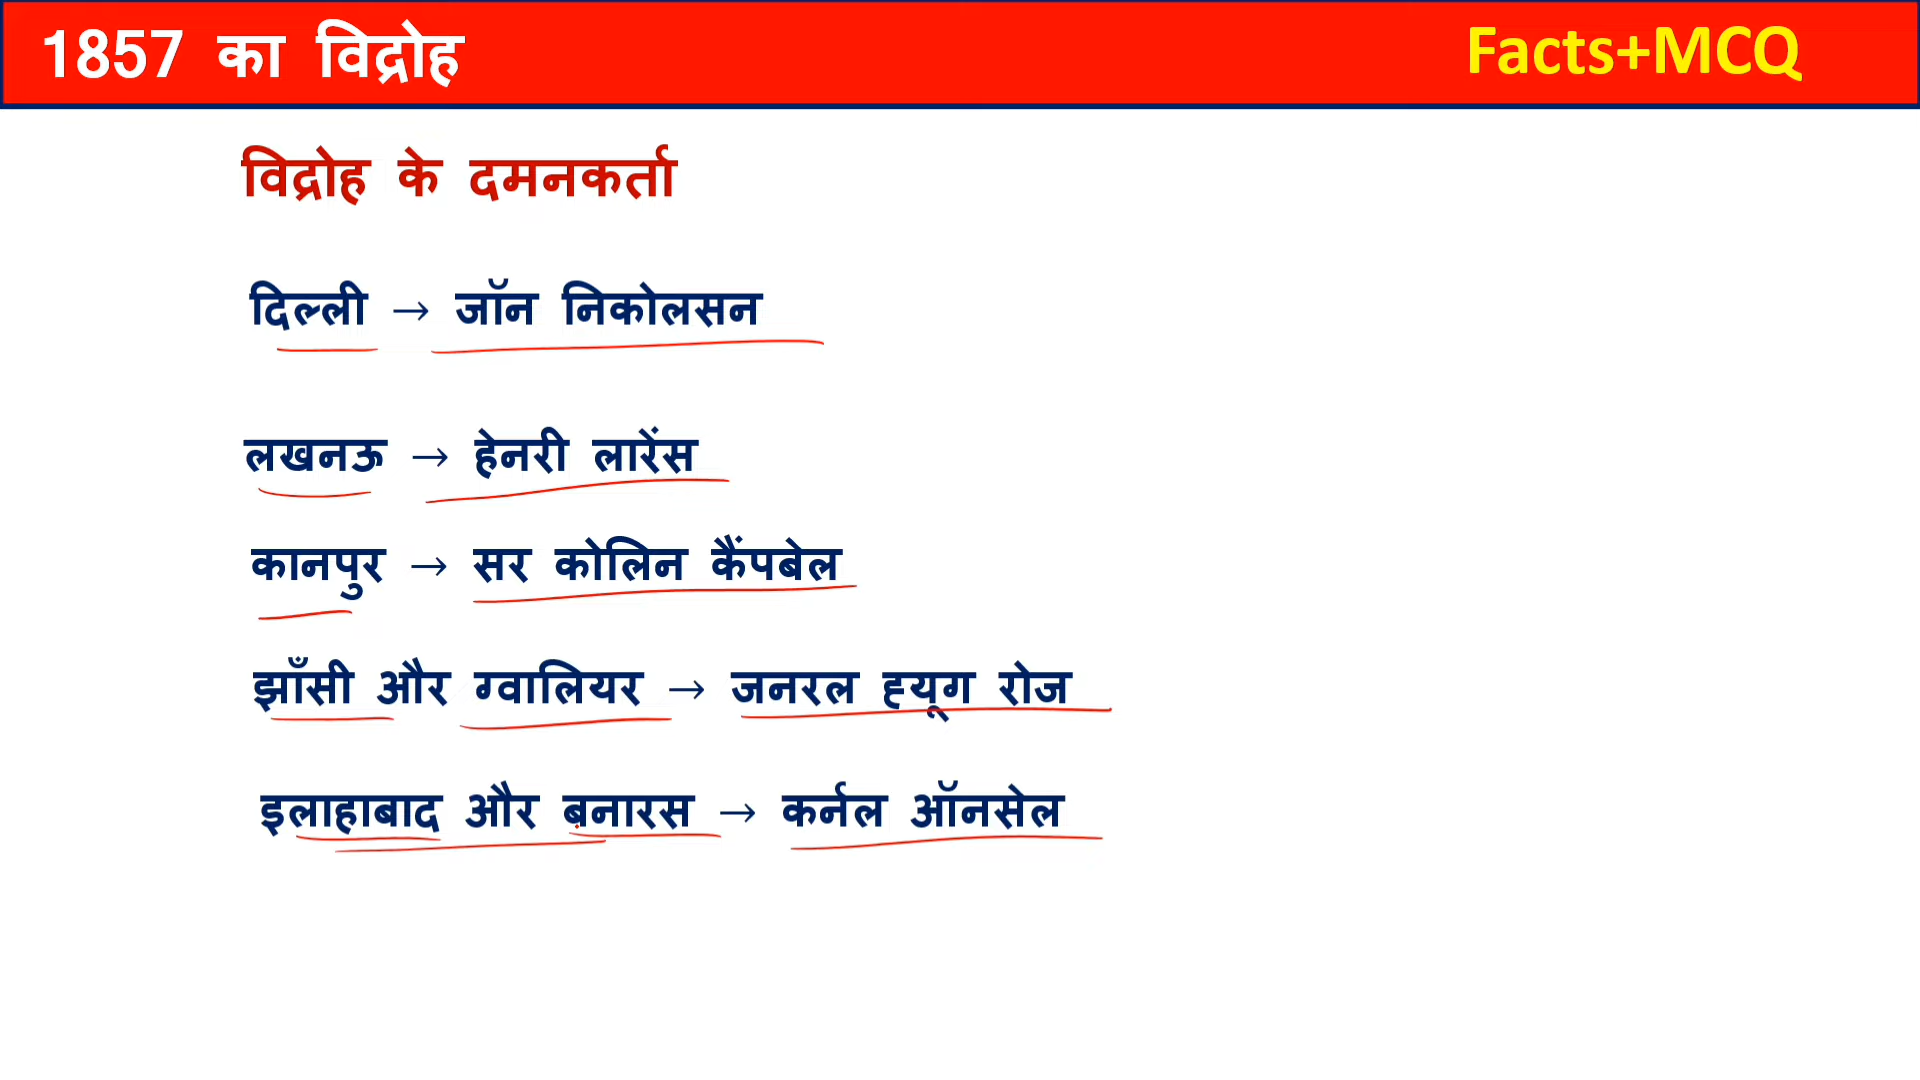 1857 का विद्रोह
Facts+MCQ
विद्रोह के दमनकर्ता
दिल्ली → जॉन निकोलसन
लखनऊ → हेनरी लारेंस
कानपुर → सर कोलिन कैंपबेल
झाँसी और ग्वालियर → जनरल ह्यूग रोज
इलाहाबाद और बनारस → कर्नल ऑनसेल